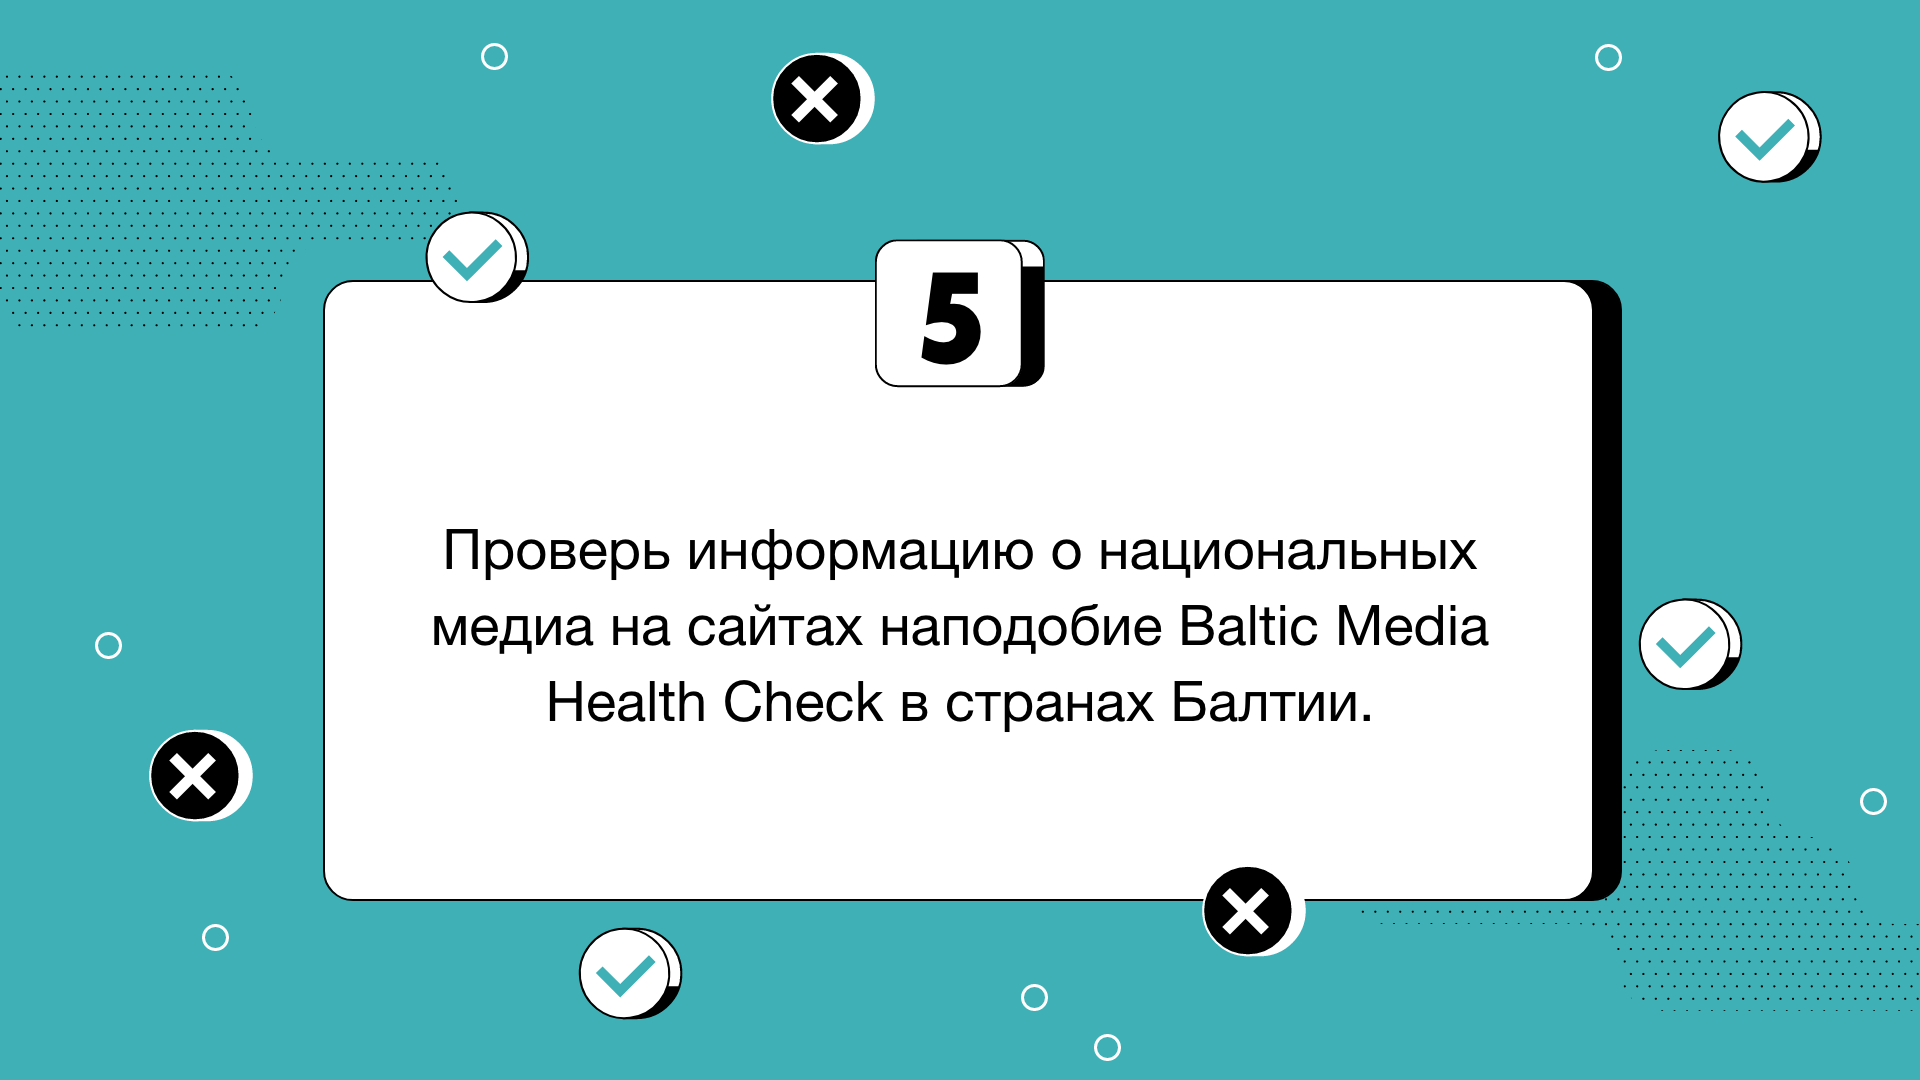 5
Проверь информацию о национальных
медиа на сайтах наподобие Baltic Media
Health Check в странах Балтии.